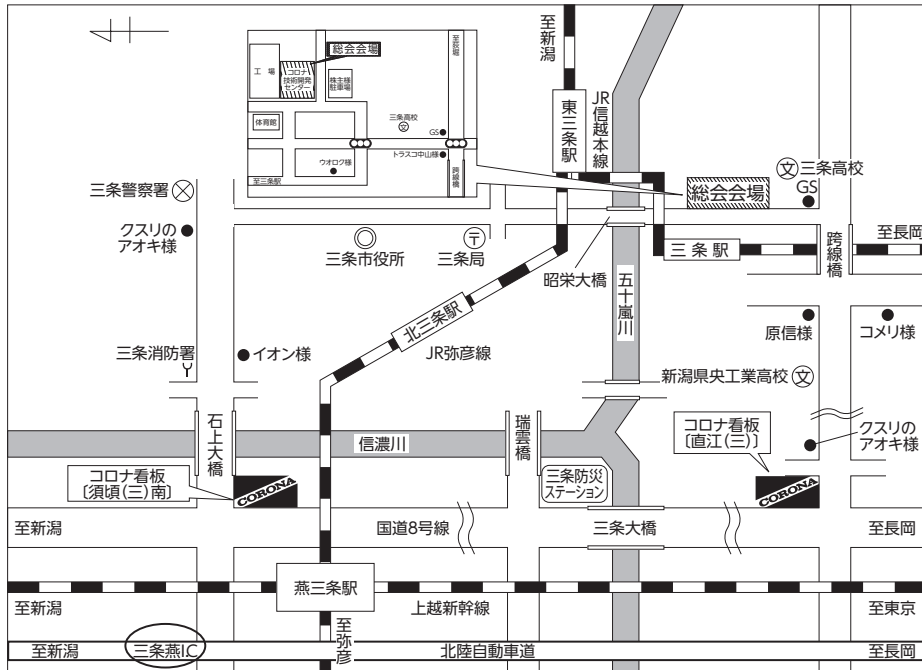 至新潟
総会会場
工場
コロナ
技術開発
センター
株主様
駐車場
至荻堀
体育館
三条高校
文
GS
ウオロク様
トラスコ中山様
至三条駅
跨線橋
東三条駅
JR信越本線
文三条高校
総会会場
GS
三条警察署
クスリの
アオキ様
三条市役所
三条局
昭栄大橋
三条駅
跨線橋
至長岡
北三条駅
五十嵐川
原信様
コメリ様
三条消防署
イオン様
JR弥彦線
新潟県央工業高校文
石上大橋
信濃川
瑞雲橋
コロナ看板
〔直江(三)〕
クスリの
アオキ様
コロナ看板
〔須頃(三)南〕
CORONA
三条防災
ステーション
CORONA
至新潟
国道8号線
三条大橋
至長岡
燕三条駅
至新潟
上越新幹線
至東京
至弥彦
至新潟
三条燕I.C
北陸自動車道
至長岡